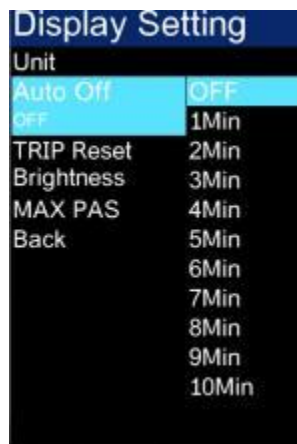 Display Setting
Unit
Auto Off
OFF
TRIP Reset
Brightness
MAX PAS
Back
OFF
1Min
2Min
3Min
4Min
5Min
6Min
7Min
8Min
9Min
10Min